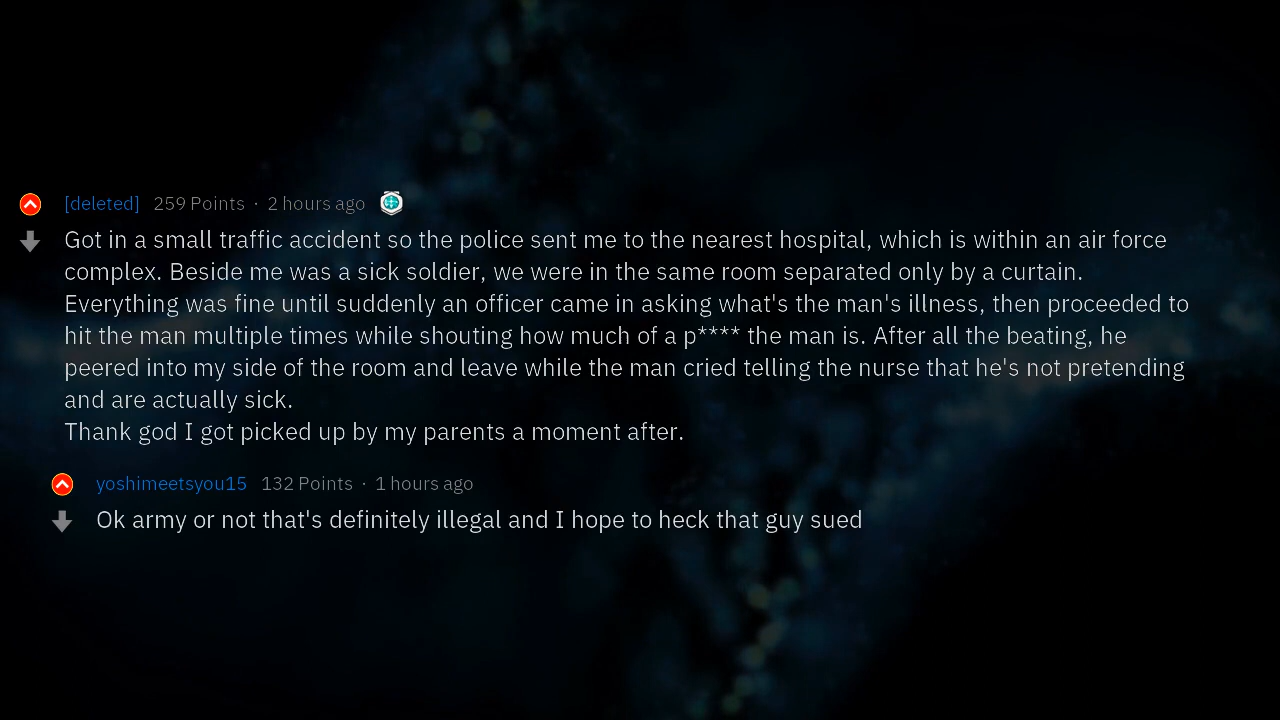 [deleted] 259 Points · 2 hours ago
Got in a small traffic accident so the police sent me to the nearest hospital, which is within an air force
complex. Beside me was a sick soldier, we were in the same room separated only by a curtain.
Everything was fine until suddenly an officer came in asking what's the man's illness, then proceeded to
hit the man multiple times while shouting how much of a p**** the man is. After all the beating, he
peered into my side of the room and leave while the man cried telling the nurse that he's not pretending
and are actually sick.
Thank god I got picked up by my parents a moment after.
yoshimeetsyou15 132 Points · 1 hours ago
Ok army or not that's definitely illegal and I hope to heck that guy sued